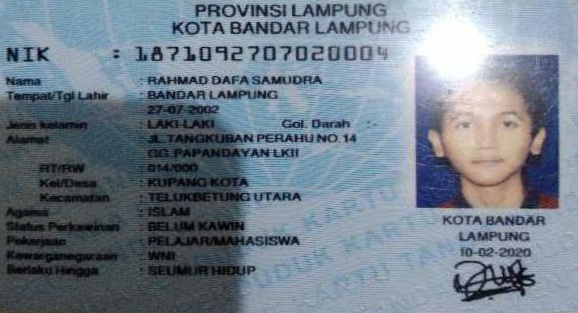 PROVINSI LAMPUNG
KOTA BANDAR LAMPUNG
NIK : 1871092707020004
Nama : RAHMAD DAFA SAMUDRA
Tempat/Tgl Lahir : BANDAR LAMPUNG
27-07-2002
Jenis kelamin : LAKI-LAKI Gol. Darah : -
Alamat : JL.TANGKUBAN PERAHU NO.14
GG.PAPANDAYAN LKII
RT/RW : 014/000
Kel/Desa : KUPANG KOTA
Kecamatan : TELUKBETUNG UTARA
Agama : ISLAM
Status Perkawinan : BELUM KAWIN
Pekerjaan : PELAJAR/MAHASISWA
Kewarganegaraan : WNI
Berlaku Hingga : SEUMUR HIDUP
KOTA BANDAR
LAMPUNG
10-02-2020